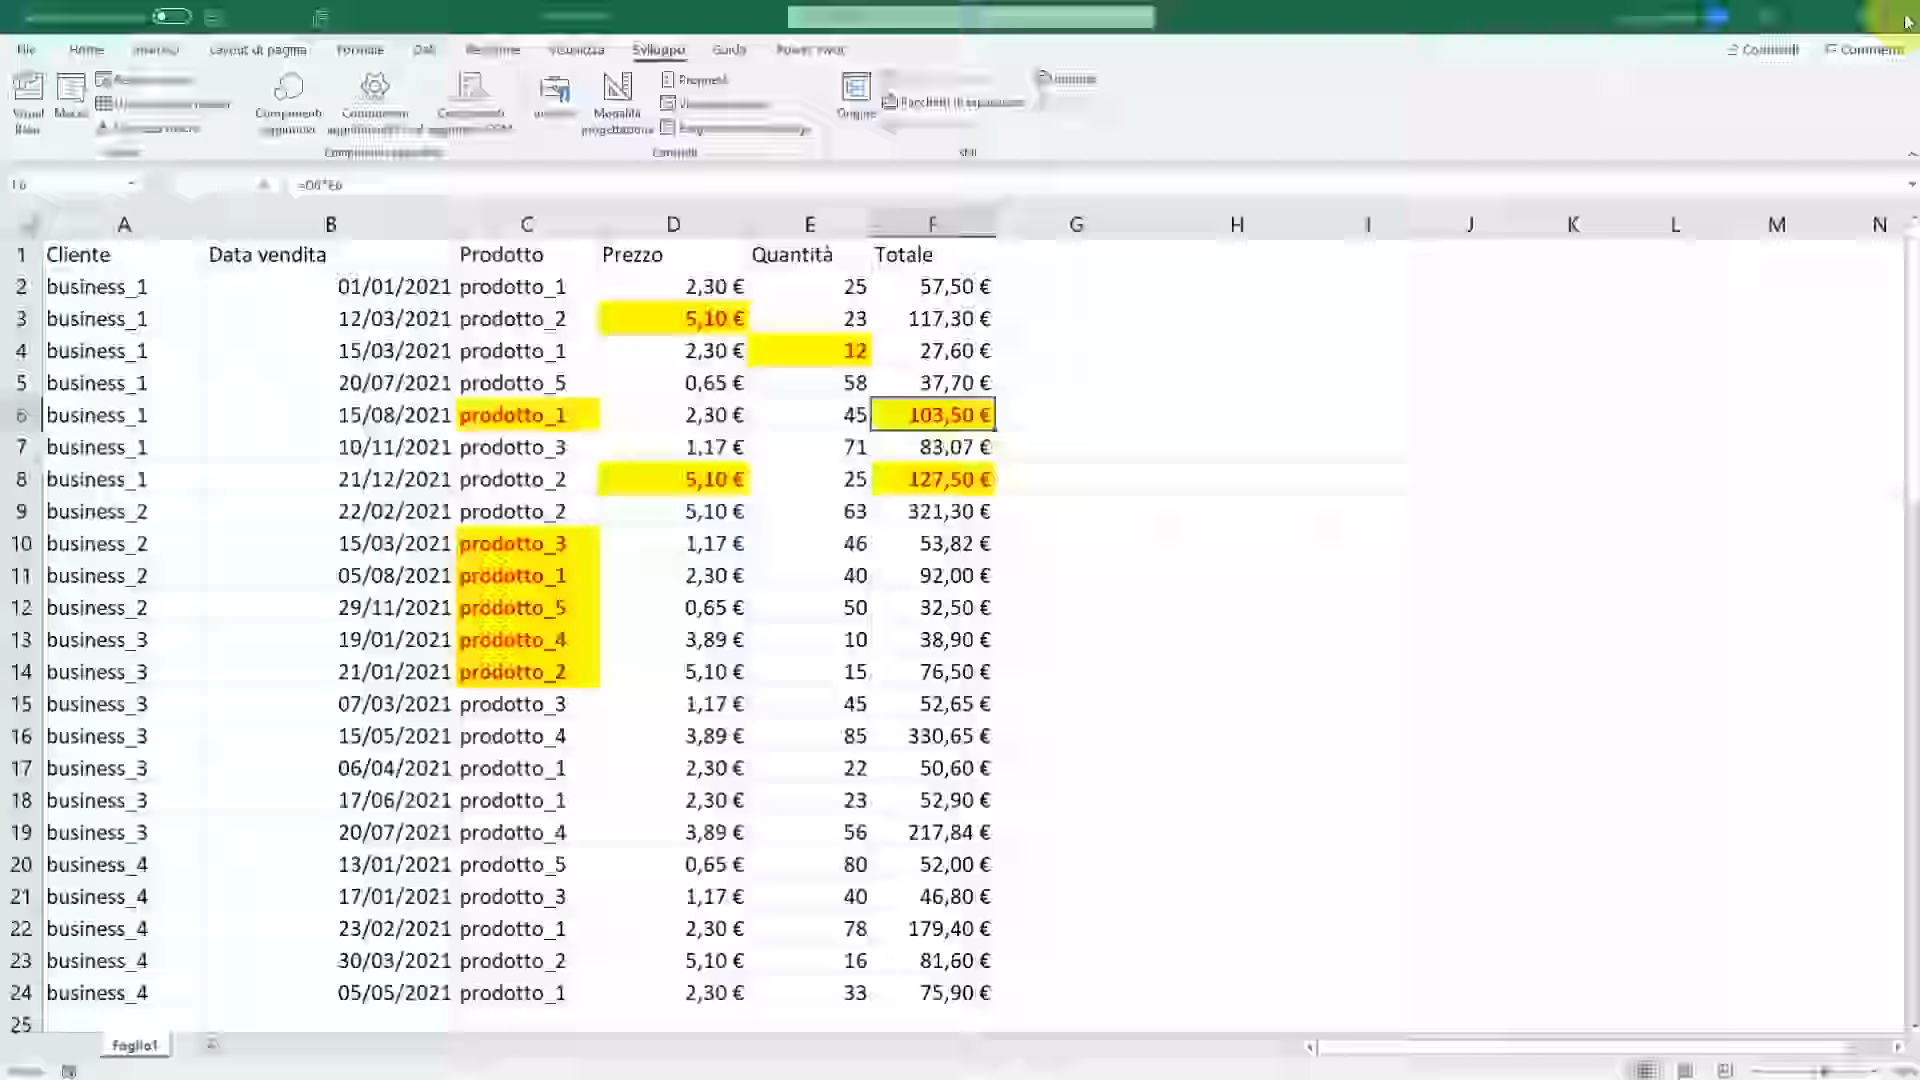 Home Layout di pagina Formule Dati Revisione Visualizza Sviluppo Guida Power Pivot
Proprietà
Componenti
Modalità
progettazione
Origine
Pacchetti di espansione
=D6*E6
A B C D E F G H I J K L M N
1 Cliente Data vendita Prodotto Prezzo Quantità Totale
2 business_1 01/01/2021 prodotto_1 2,30 € 25 57,50 €
3 business_1 12/03/2021 prodotto_2 5,10 € 23 117,30 €
4 business_1 15/03/2021 prodotto_1 2,30 € 12 27,60 €
5 business_1 20/07/2021 prodotto_5 0,65 € 58 37,70 €
6 business_1 15/08/2021 prodotto_1 2,30 € 45 103,50 €
7 business_1 10/11/2021 prodotto_3 1,17 € 71 83,07 €
8 business_1 21/12/2021 prodotto_2 5,10 € 25 127,50 €
9 business_2 22/02/2021 prodotto_2 5,10 € 63 321,30 €
10 business_2 15/03/2021 prodotto_3 1,17 € 46 53,82 €
11 business_2 05/08/2021 prodotto_1 2,30 € 40 92,00 €
12 business_2 29/11/2021 prodotto_5 0,65 € 50 32,50 €
13 business_3 19/01/2021 prodotto_4 3,89 € 10 38,90 €
14 business_3 21/01/2021 prodotto_2 5,10 € 15 76,50 €
15 business_3 07/03/2021 prodotto_3 1,17 € 45 52,65 €
16 business_3 15/05/2021 prodotto_4 3,89 € 85 330,65 €
17 business_3 06/04/2021 prodotto_1 2,30 € 22 50,60 €
18 business_3 17/06/2021 prodotto_1 2,30 € 23 52,90 €
19 business_3 20/07/2021 prodotto_4 3,89 € 56 217,84 €
20 business_4 13/01/2021 prodotto_5 0,65 € 80 52,00 €
21 business_4 17/01/2021 prodotto_3 1,17 € 40 46,80 €
22 business_4 23/02/2021 prodotto_1 2,30 € 78 179,40 €
23 business_4 30/03/2021 prodotto_2 5,10 € 16 81,60 €
24 business_4 05/05/2021 prodotto_1 2,30 € 33 75,90 €
25
Foglio1